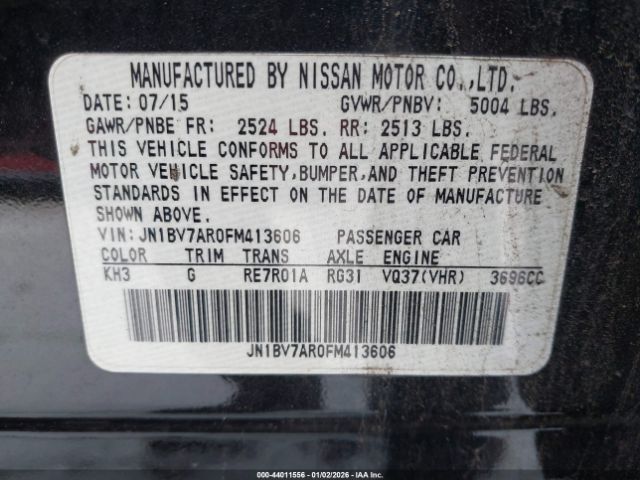 MANUFACTURED BY NISSAN MOTOR CO.,LTD.
DATE: 07/15 GVWR/PNBV: 5004 LBS.
GAWR/PNBE FR: 2524 LBS. RR: 2513 LBS.
THIS VEHICLE CONFORMS TO ALL APPLICABLE FEDERAL
MOTOR VEHICLE SAFETY,BUMPER,AND THEFT PREVENTION
STANDARDS IN EFFECT ON THE DATE OF MANUFACTURE
SHOWN ABOVE.
VIN: JN1BV7AR0FM413606 PASSENGER CAR
COLOR TRIM TRANS AXLE ENGINE
KH3 G RE7R01A RG31 VQ37(VHR) 3696CC
JN1BV7AR0FM413606
000-44011556 | 01/02/2026 - IAAI.COM